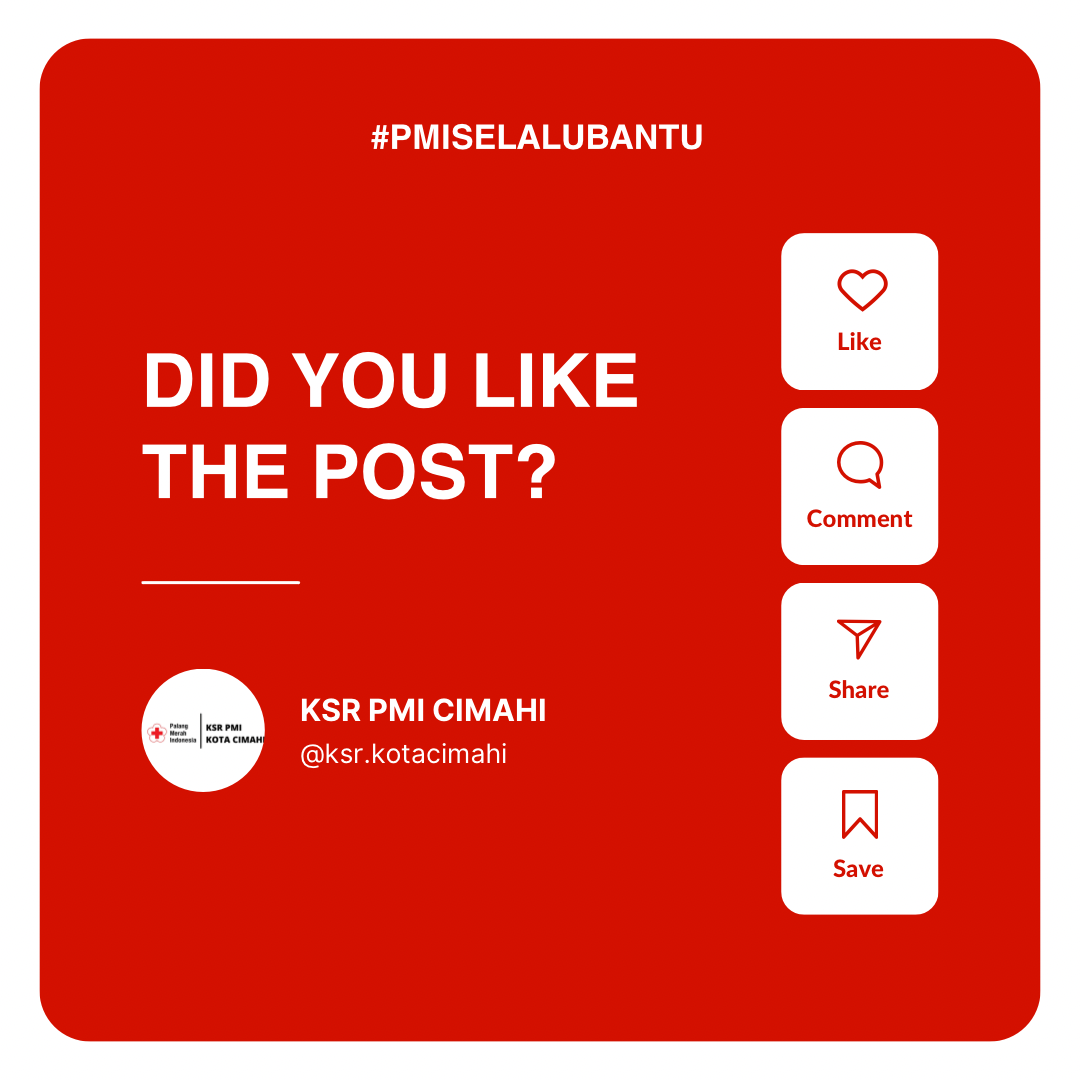 #PMISELALUBANTU
DID YOU LIKE
THE POST?
Palang
Merah
Indonesia
KSR PMI
KOTA CIMAHI
KSR PMI CIMAHI
@ksr.kotacimahi
Like
Comment
Share
Save